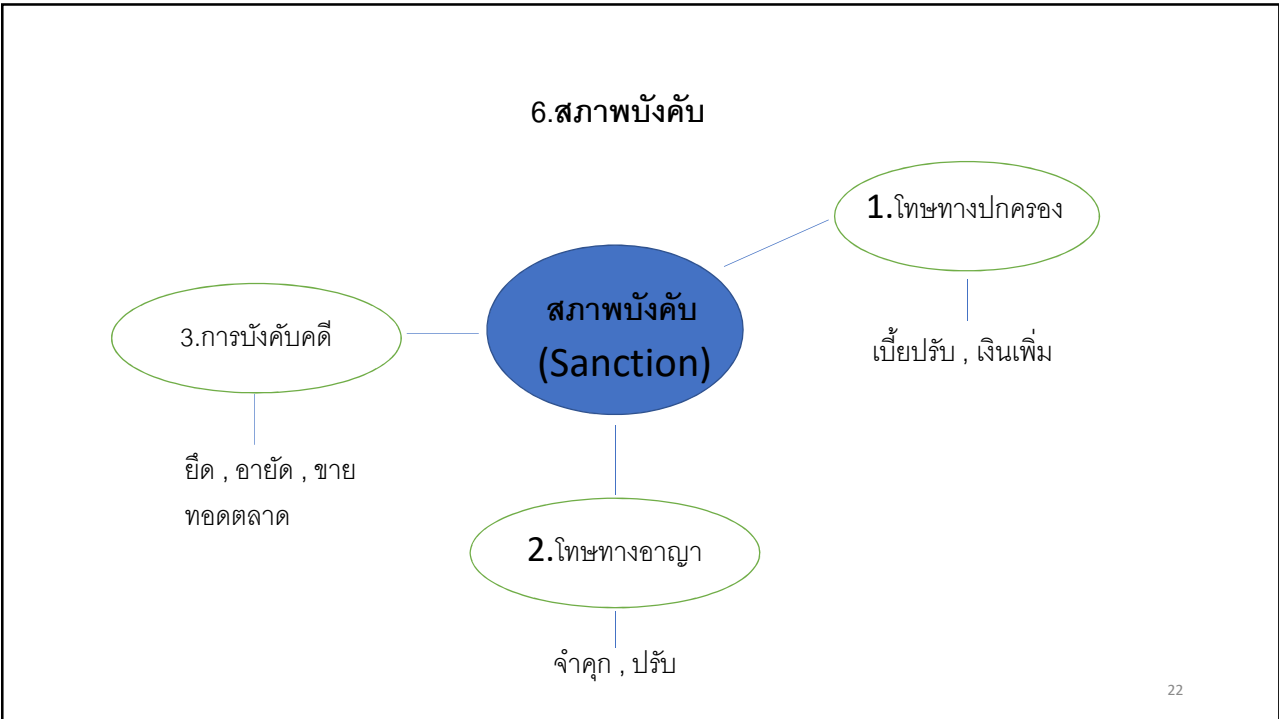 6.สภาพบังคับ
1.โทษทางปกครอง
เบี้ยปรับ , เงินเพิ่ม
สภาพบังคับ
(Sanction)
3.การบังคับคดี
ยึด , อายัด , ขาย
ทอดตลาด
2.โทษทางอาญา
จำคุก , ปรับ
22